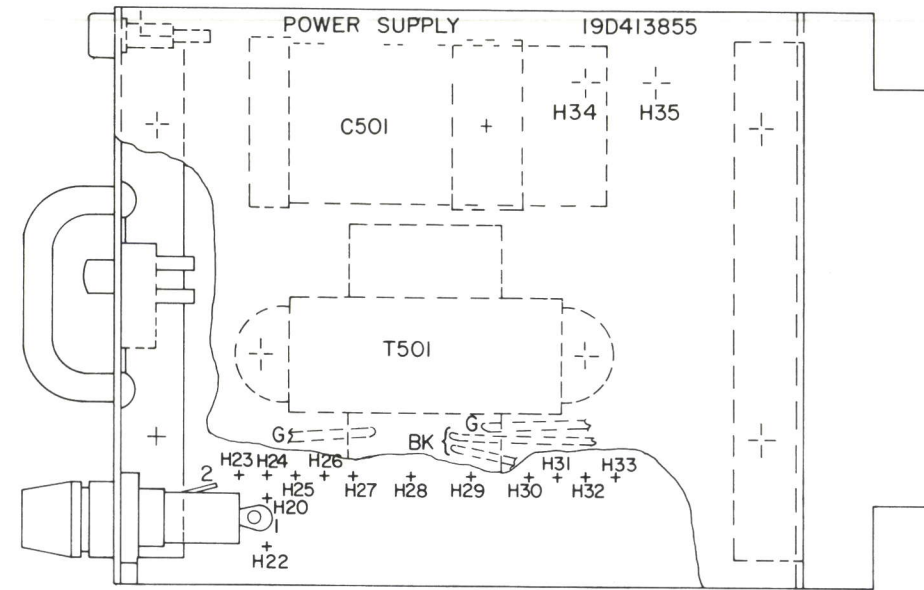 POWER SUPPLY 19D413855
C501
H34
H35
T501
G
G
BK
H23 H24 H26 H31 H33
2
H25 H27 H28 H29 H30 H32
H20
1
H22